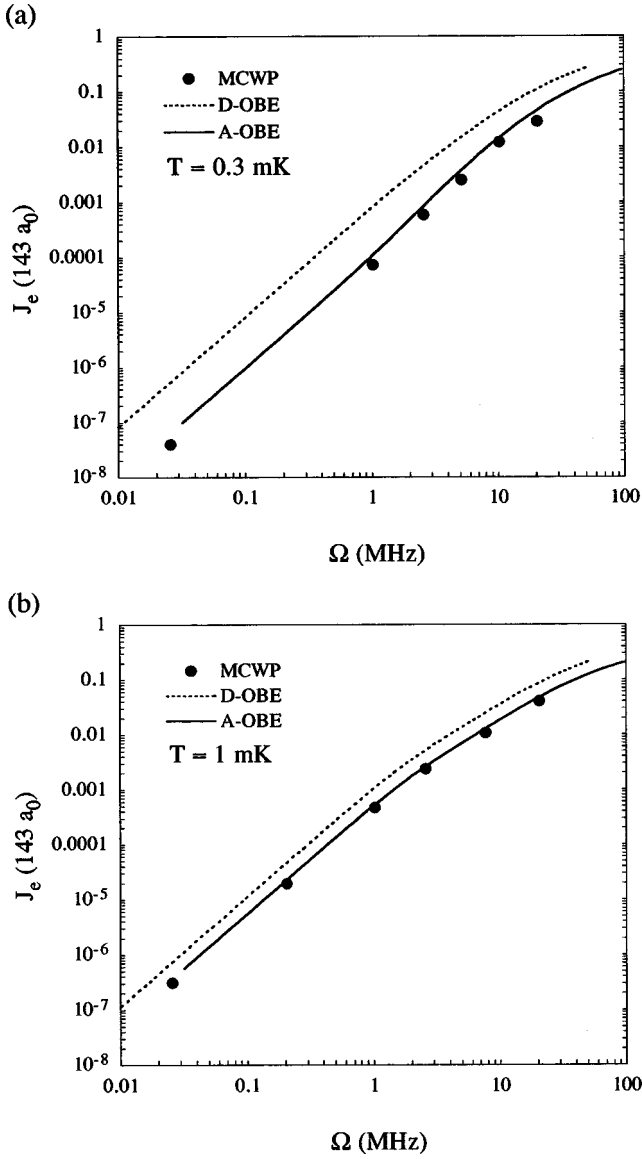 (a)
1
0.1
0.01
0.001
0.0001
10⁻⁵
10⁻⁶
10⁻⁷
10⁻⁸
Jₑ (143 a₀)
MCWP
D-OBE
A-OBE
T = 0.3 mK
0.01 0.1 1 10 100
Ω (MHz)
(b)
1
0.1
0.01
0.001
0.0001
10⁻⁵
10⁻⁶
10⁻⁷
10⁻⁸
Jₑ (143 a₀)
MCWP
D-OBE
A-OBE
T = 1 mK
0.01 0.1 1 10 100
Ω (MHz)